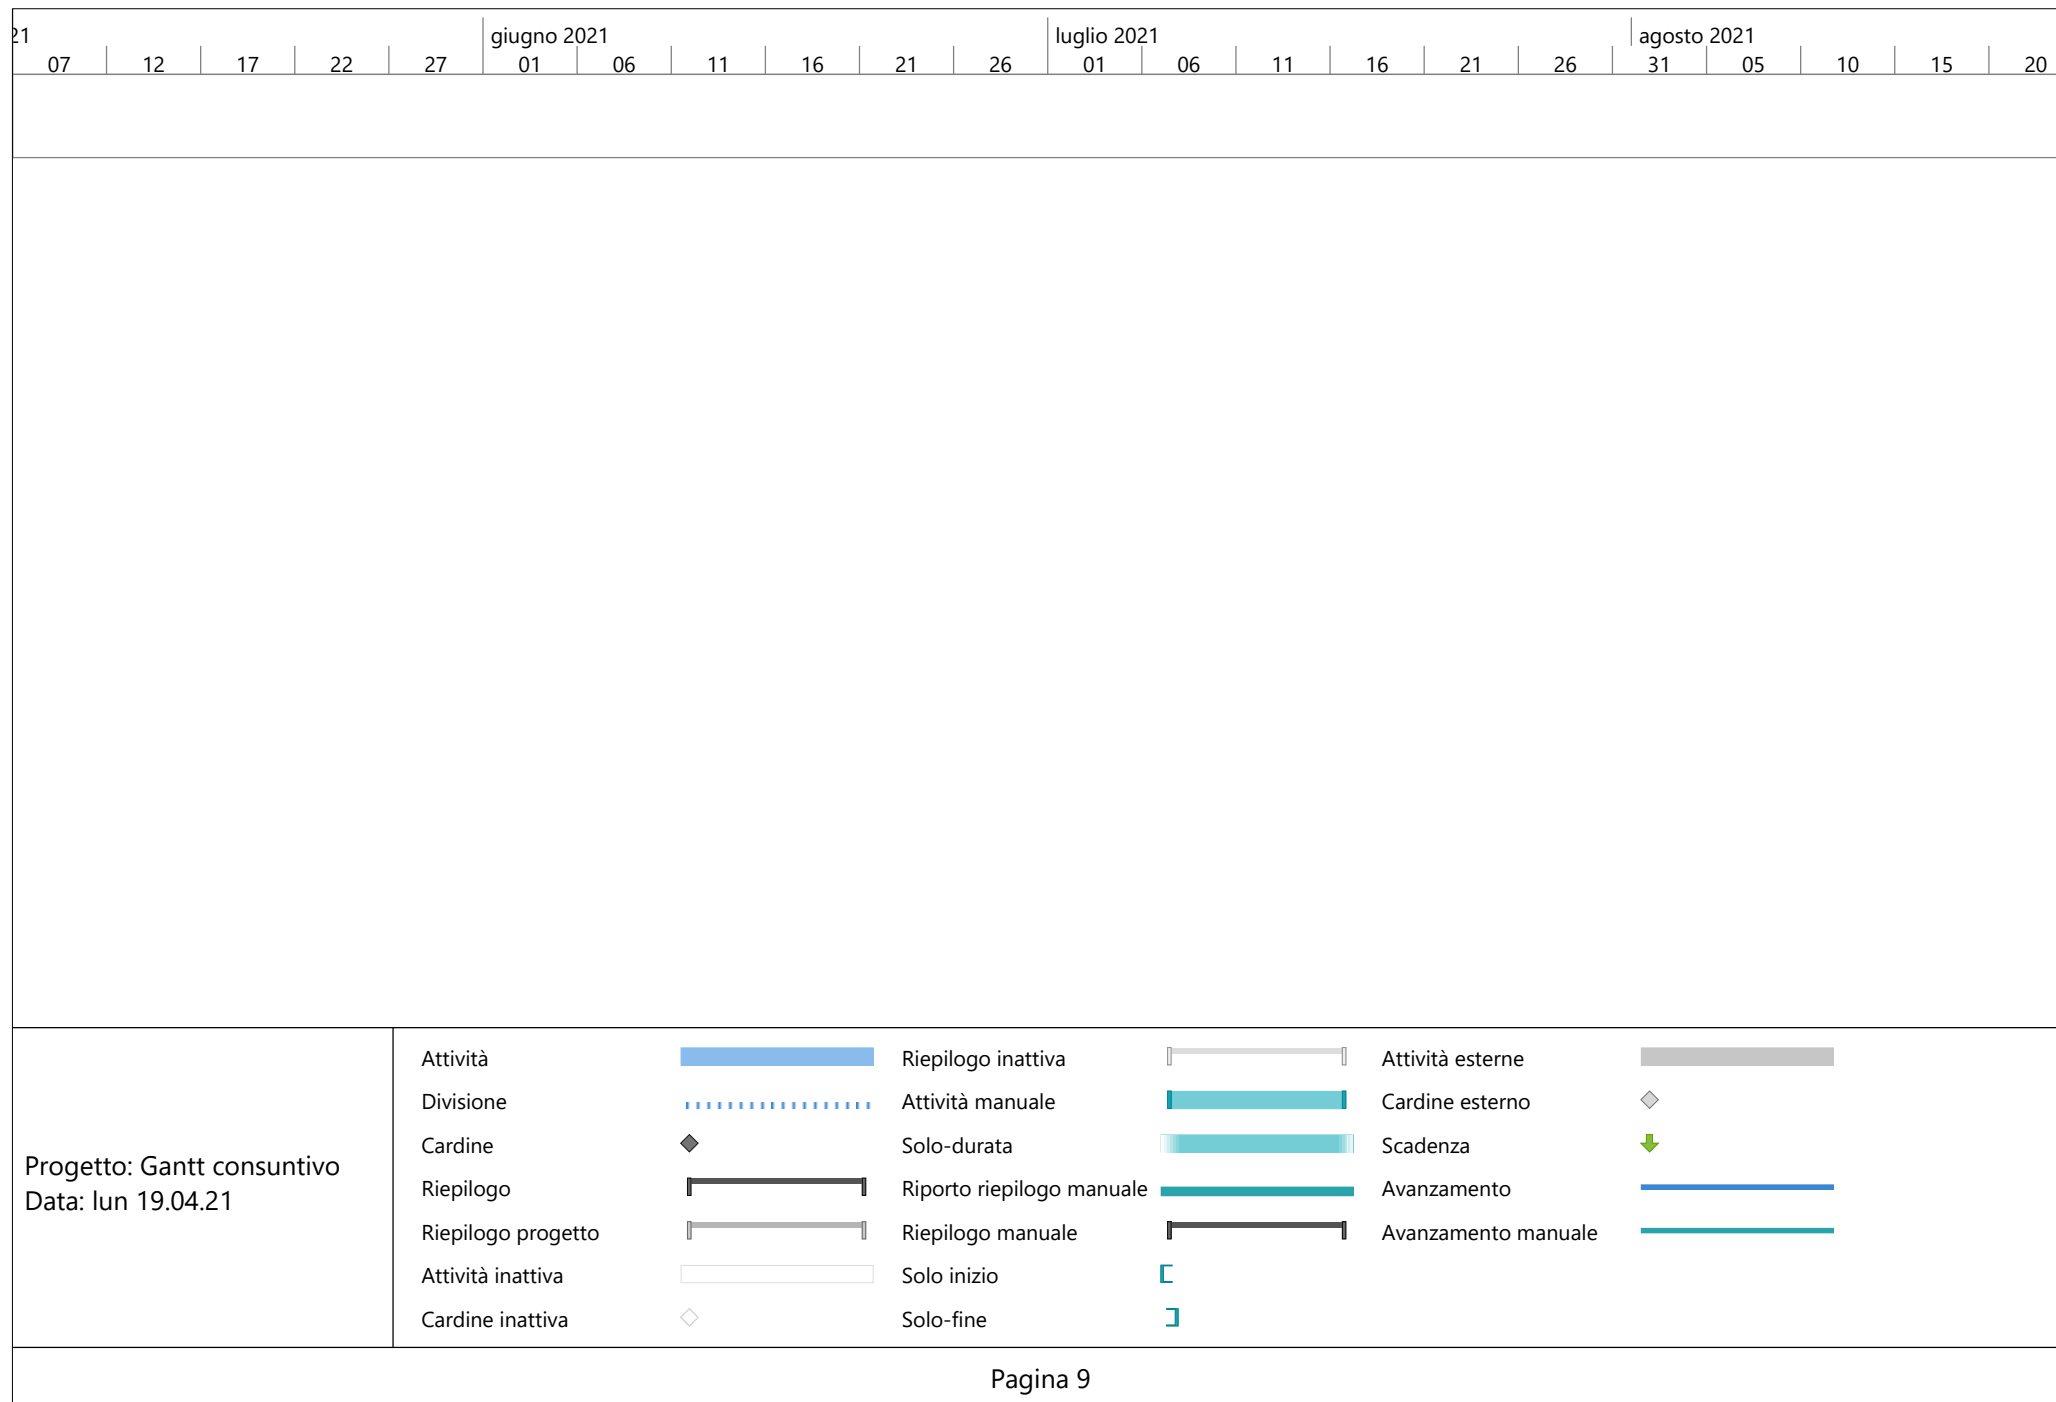 21 giugno 2021 luglio 2021 agosto 2021
07 12 17 22 27 01 06 11 16 21 26 01 06 11 16 21 26 31 05 10 15 20
Progetto: Gantt consuntivo
Data: lun 19.04.21
Attività
Divisione
Cardine
Riepilogo
Riepilogo progetto
Attività inattiva
Cardine inattiva
Riepilogo inattiva
Attività manuale
Solo-durata
Riporto riepilogo manuale
Riepilogo manuale
Solo inizio
Solo-fine
Attività esterne
Cardine esterno
Scadenza
Avanzamento
Avanzamento manuale
Pagina 9